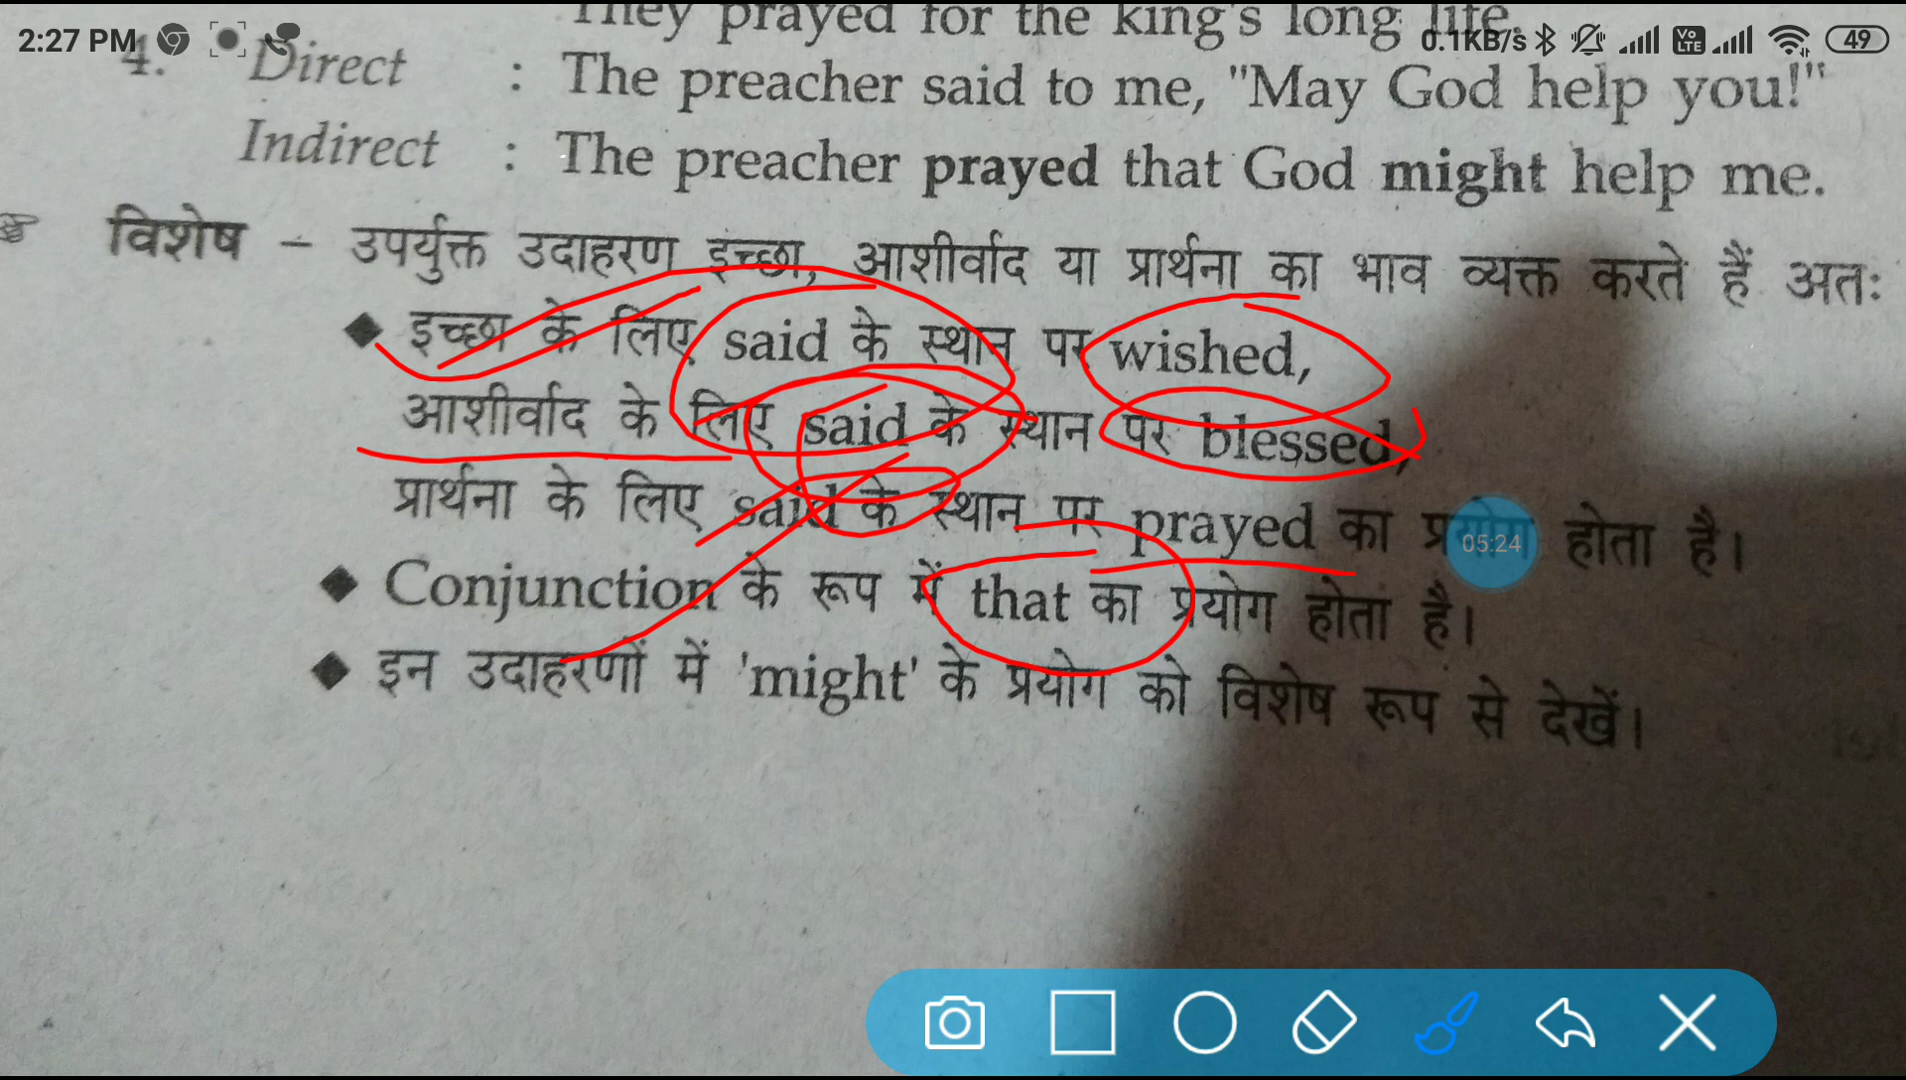 They prayed for the king's long life.
2:27 PM 0.1KB/s Vo LTE 49
4. Direct : The preacher said to me, "May God help you!"
Indirect : The preacher prayed that God might help me.
विशेष – उपर्युक्त उदाहरण इच्छा, आशीर्वाद या प्रार्थना का भाव व्यक्त करते हैं अतः
◆ इच्छा के लिए said के स्थान पर wished,
आशीर्वाद के लिए said के स्थान पर blessed,
प्रार्थना के लिए said के स्थान पर prayed का प्रयोग होता है।
05:24
◆ Conjunction के रूप में that का प्रयोग होता है।
◆ इन उदाहरणों में 'might' के प्रयोग को विशेष रूप से देखें।